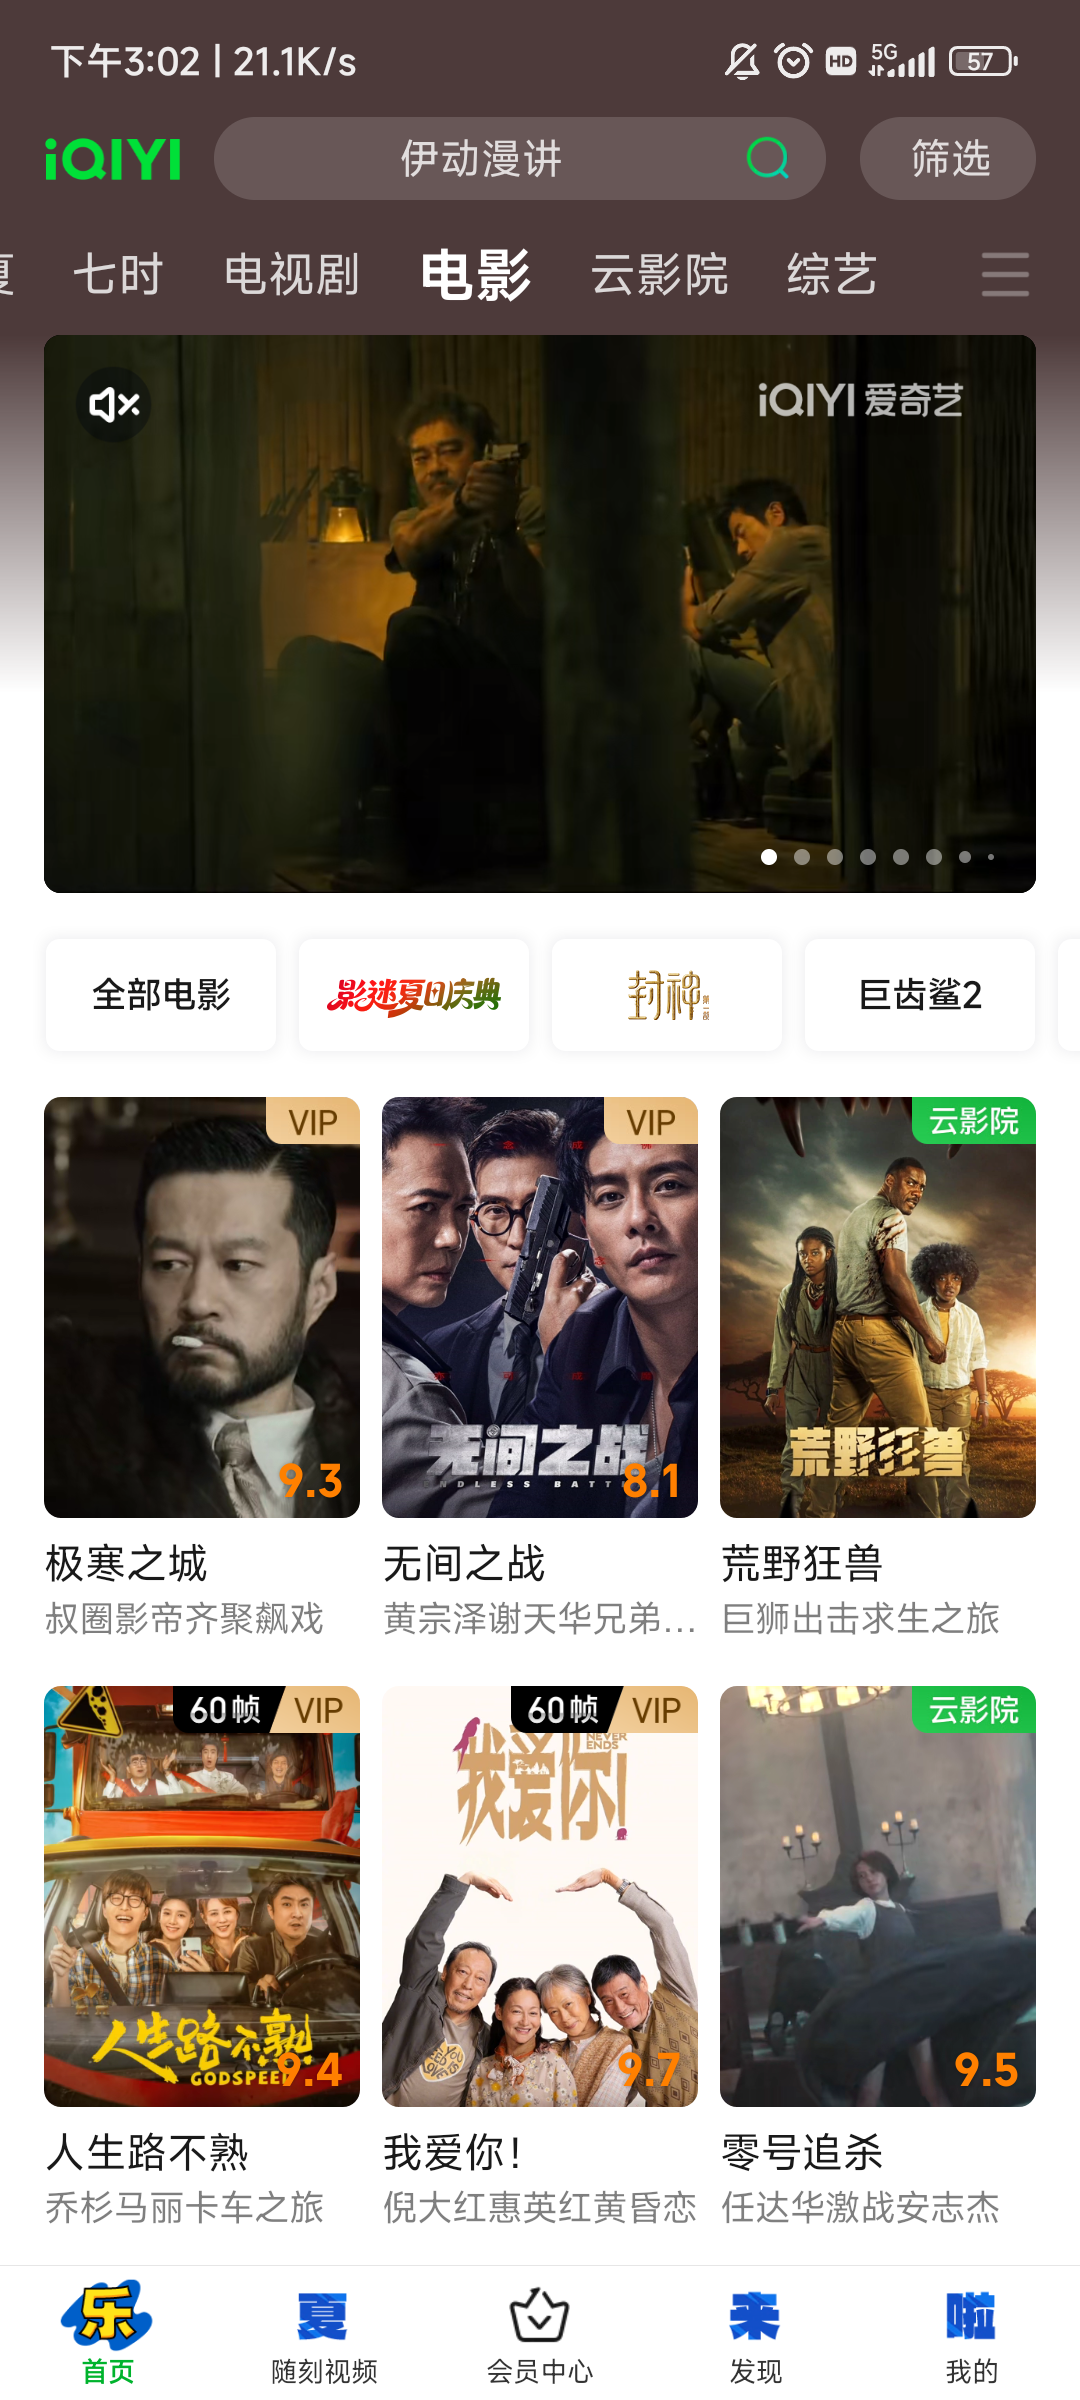 下午3:02 | 21.1K/s
HD 5G 57
iQIYI 伊动漫讲 筛选
夏 七时 电视剧 电影 云影院 综艺
iQIYI 爱奇艺
全部电影 影迷夏日庆典 封神 第一部 巨齿鲨2
VIP VIP 云影院
无间之战
ENDLESS BATT
荒野狂兽
9.3 8.1
极寒之城 无间之战 荒野狂兽
叔圈影帝齐聚飙戏 黄宗泽谢天华兄弟... 巨狮出击求生之旅
60帧 VIP 60帧 VIP 云影院
NEVER
ENDS
我爱你!
人生路不熟
GODSPEED
9.4 9.7 9.5
人生路不熟 我爱你! 零号追杀
乔杉马丽卡车之旅 倪大红惠英红黄昏恋 任达华激战安志杰
乐 夏 来 啦
首页 随刻视频 会员中心 发现 我的